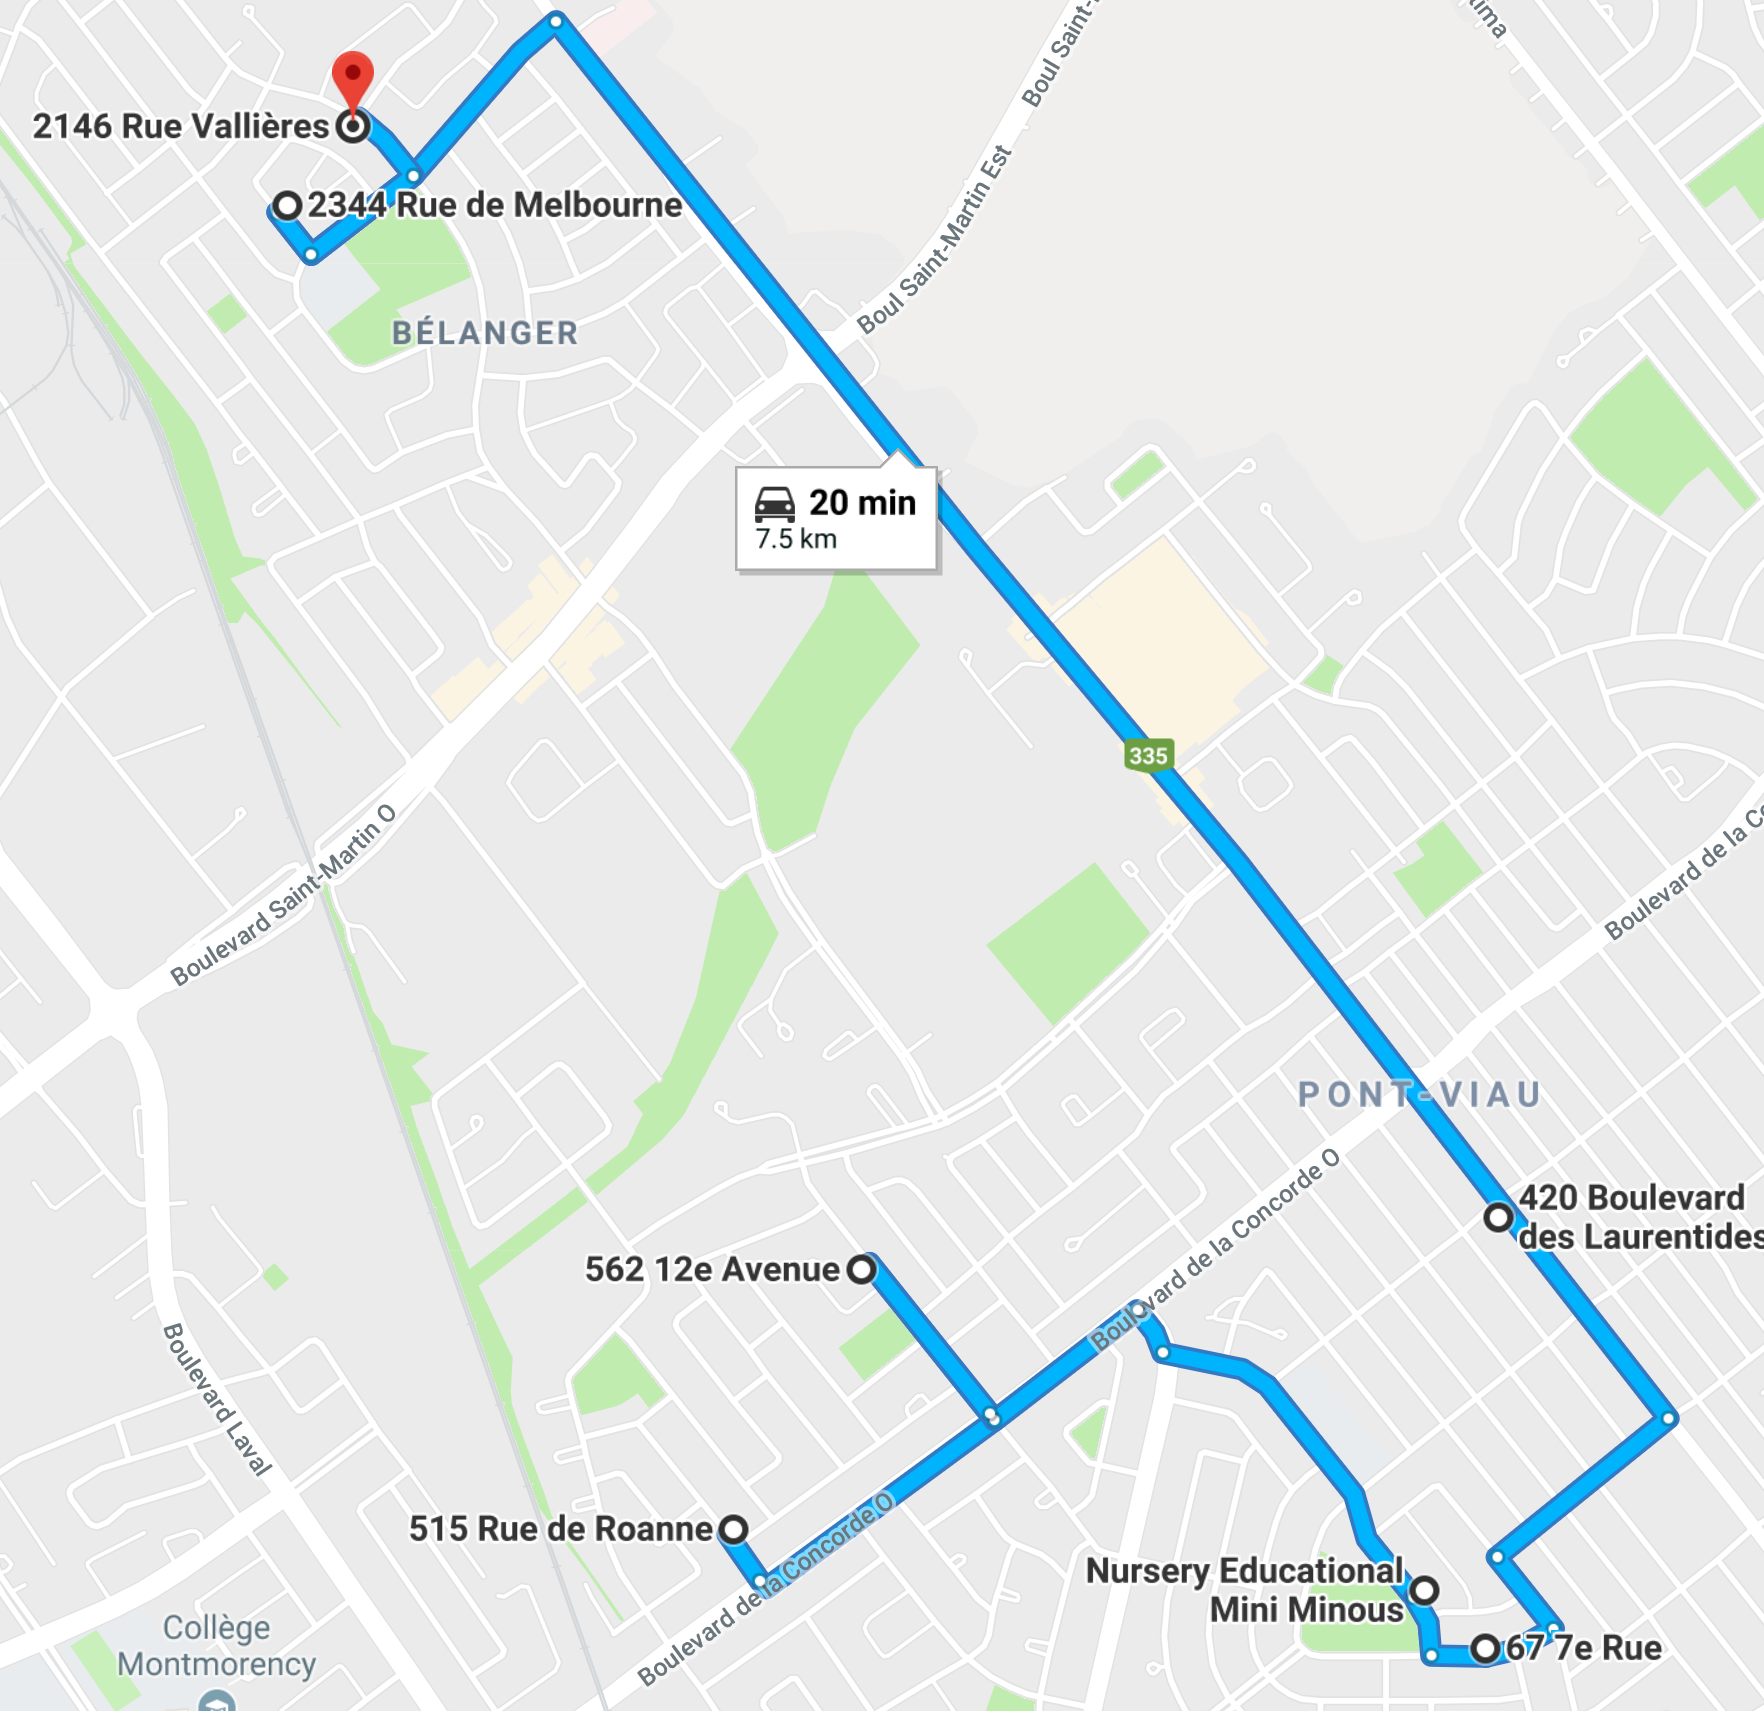 lima
Boul Saint-
2146 Rue Vallières
2344 Rue de Melbourne
Boul Saint-Martin Est
BÉLANGER
20 min
7.5 km
335
Boulevard Saint-Martin O
Boulevard de la Co
PONT-VIAU
Boulevard de la Concorde O
420 Boulevard
des Laurentides
562 12e Avenue
Boulevard Laval
515 Rue de Roanne
Boulevard de la Concorde O
Nursery Educational
Mini Minous
67 7e Rue
Collège
Montmorency